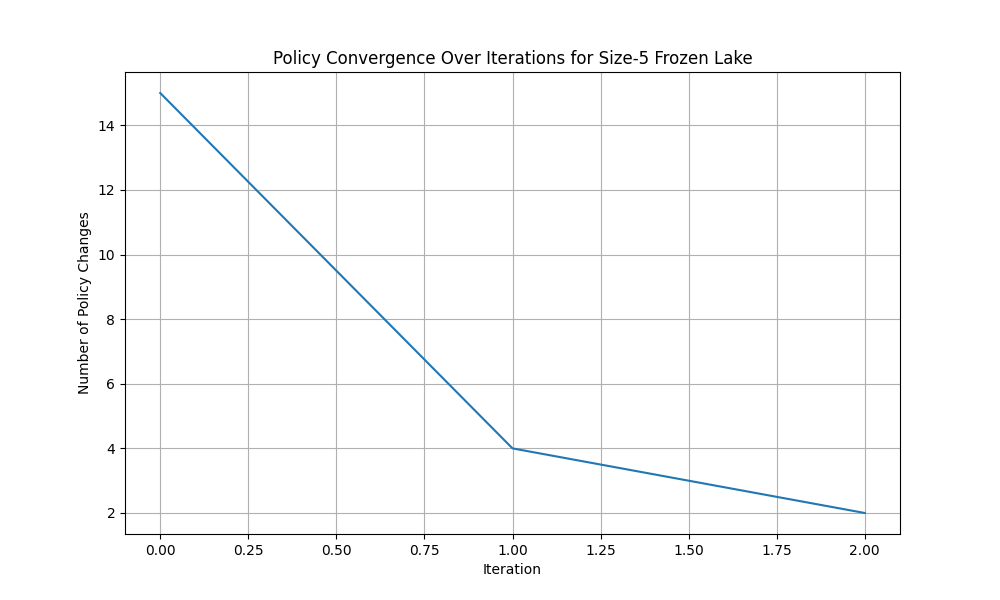 Policy Convergence Over Iterations for Size-5 Frozen Lake
Number of Policy Changes
14
12
10
8
6
4
2
0.00 0.25 0.50 0.75 1.00 1.25 1.50 1.75 2.00
Iteration